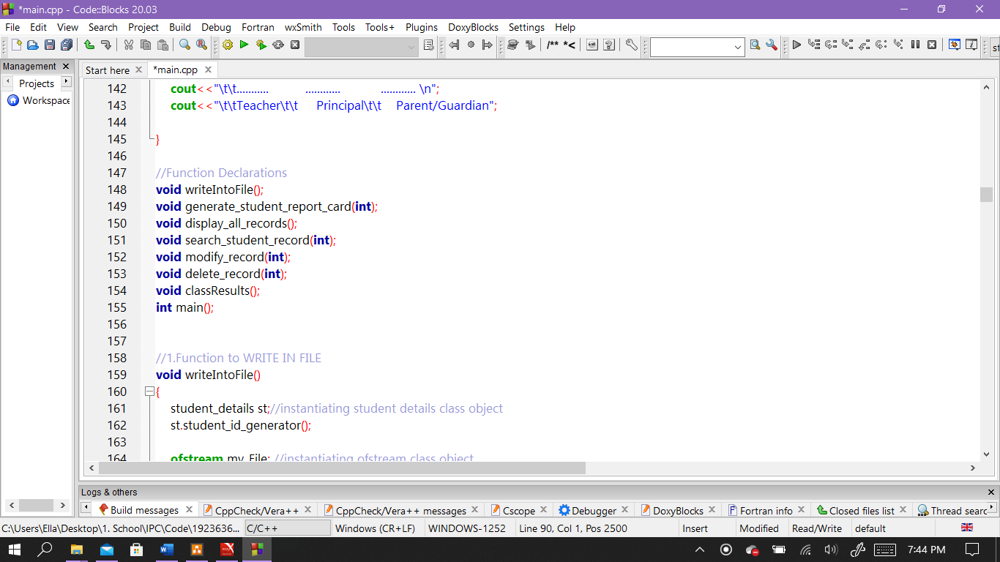 *main.cpp - Code::Blocks 20.03
File Edit View Search Project Build Debug Fortran wxSmith Tools Tools+ Plugins DoxyBlocks Settings Help
/** *<
st
Management
Start here *main.cpp
Projects
Workspace
142 cout<<"\t\t........... ............ ............ \n";
143 cout<<"\t\tTeacher\t\t Principal\t\t Parent/Guardian";
144
145 }
146
147 //Function Declarations
148 void writeIntoFile();
149 void generate_student_report_card(int);
150 void display_all_records();
151 void search_student_record(int);
152 void modify_record(int);
153 void delete_record(int);
154 void classResults();
155 int main();
156
157
158 //1.Function to WRITE IN FILE
159 void writeIntoFile()
160 {
161 student_details st;//instantiating student details class object
162 st.student_id_generator();
163
164 ofstream my_File; //instantiating ofstream class object
Logs & others
Build messages CppCheck/Vera++ CppCheck/Vera++ messages Cscope Debugger DoxyBlocks Fortran info Closed files list Thread searc
C:\Users\Ella\Desktop\1. School\IPC\Code\1923636... C/C++ Windows (CR+LF) WINDOWS-1252 Line 90, Col 1, Pos 2500 Insert Modified Read/Write default
7:44 PM